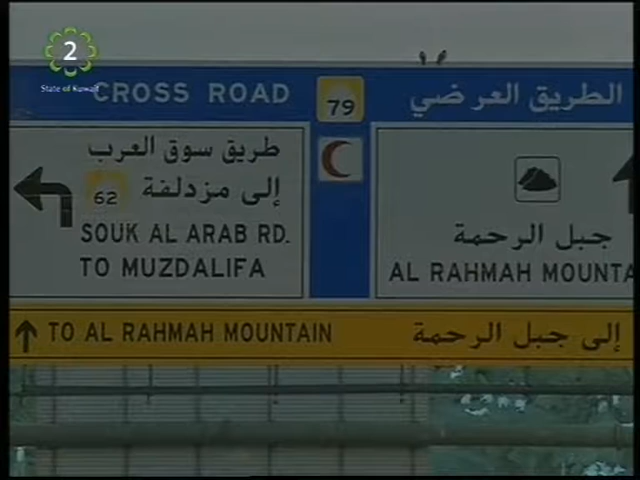 2
State of Kuwait
CROSS ROAD
79
الطريق العرضي
طريق سوق العرب
62
إلى مزدلفة
SOUK AL ARAB RD.
TO MUZDALIFA
جبل الرحمة
AL RAHMAH MOUNTA
TO AL RAHMAH MOUNTAIN
إلى جبل الرحمة